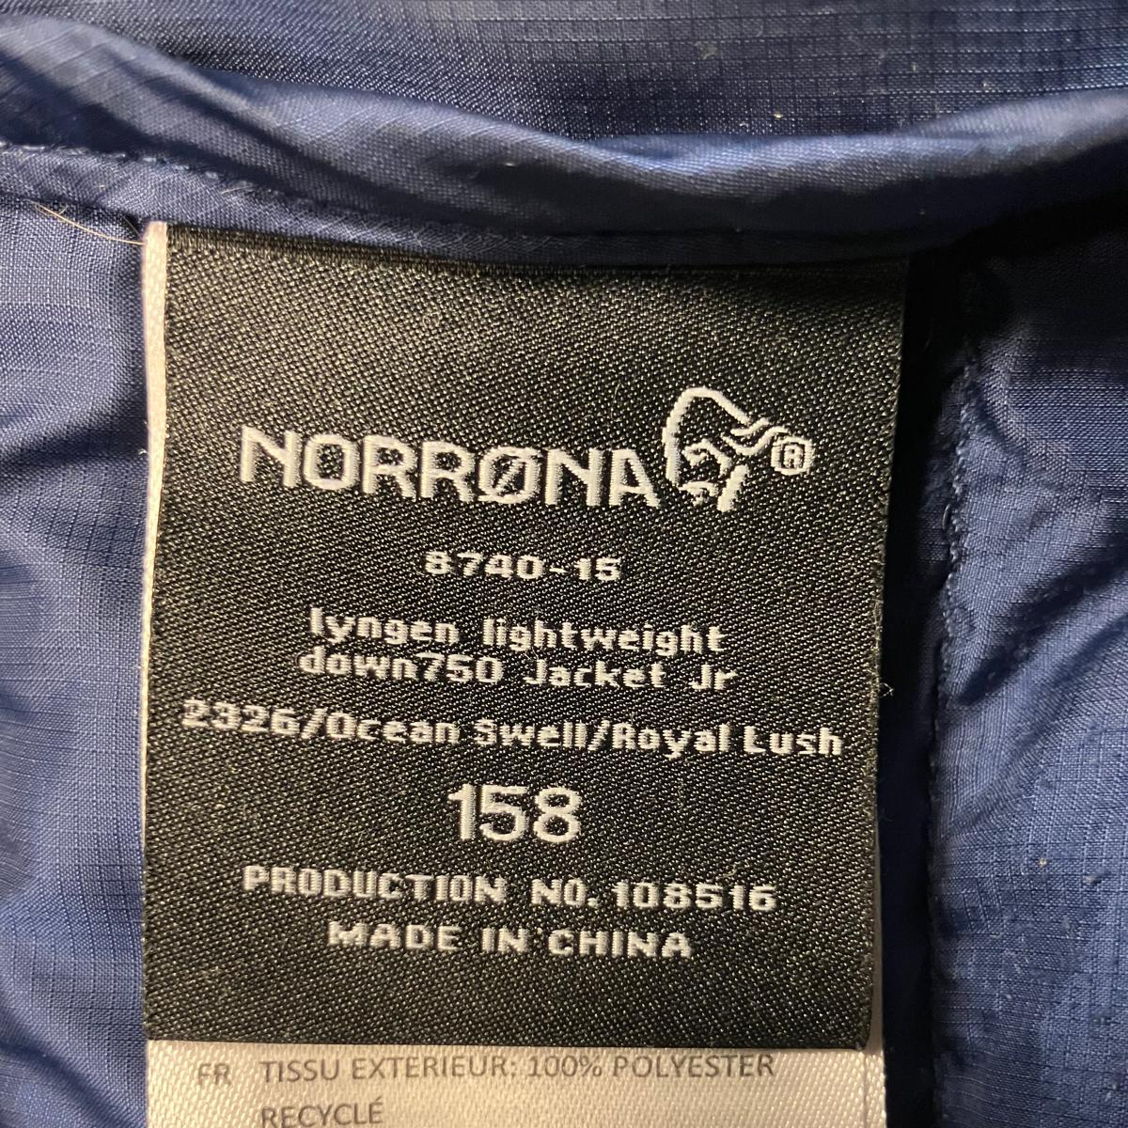 NORRØNA ®
8740-15
lyngen lightweight
down750 Jacket Jr
2326/Ocean Swell/Royal Lush
158
PRODUCTION NO. 108516
MADE IN CHINA
FR TISSU EXTERIEUR: 100% POLYESTER
RECYCLÉ